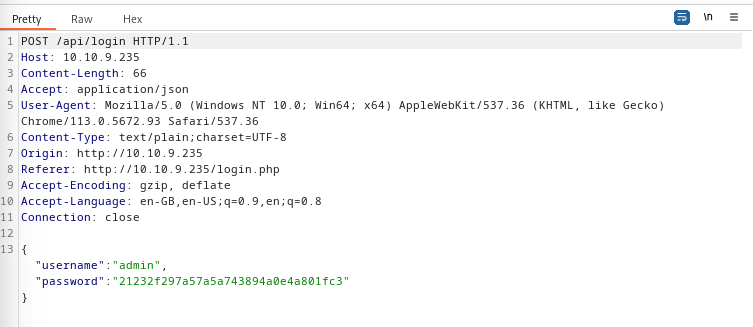 Pretty Raw Hex \n
1 POST /api/login HTTP/1.1
2 Host: 10.10.9.235
3 Content-Length: 66
4 Accept: application/json
5 User-Agent: Mozilla/5.0 (Windows NT 10.0; Win64; x64) AppleWebKit/537.36 (KHTML, like Gecko)
Chrome/113.0.5672.93 Safari/537.36
6 Content-Type: text/plain;charset=UTF-8
7 Origin: http://10.10.9.235
8 Referer: http://10.10.9.235/login.php
9 Accept-Encoding: gzip, deflate
10 Accept-Language: en-GB,en-US;q=0.9,en;q=0.8
11 Connection: close
12
13 {
"username":"admin",
"password":"21232f297a57a5a743894a0e4a801fc3"
}